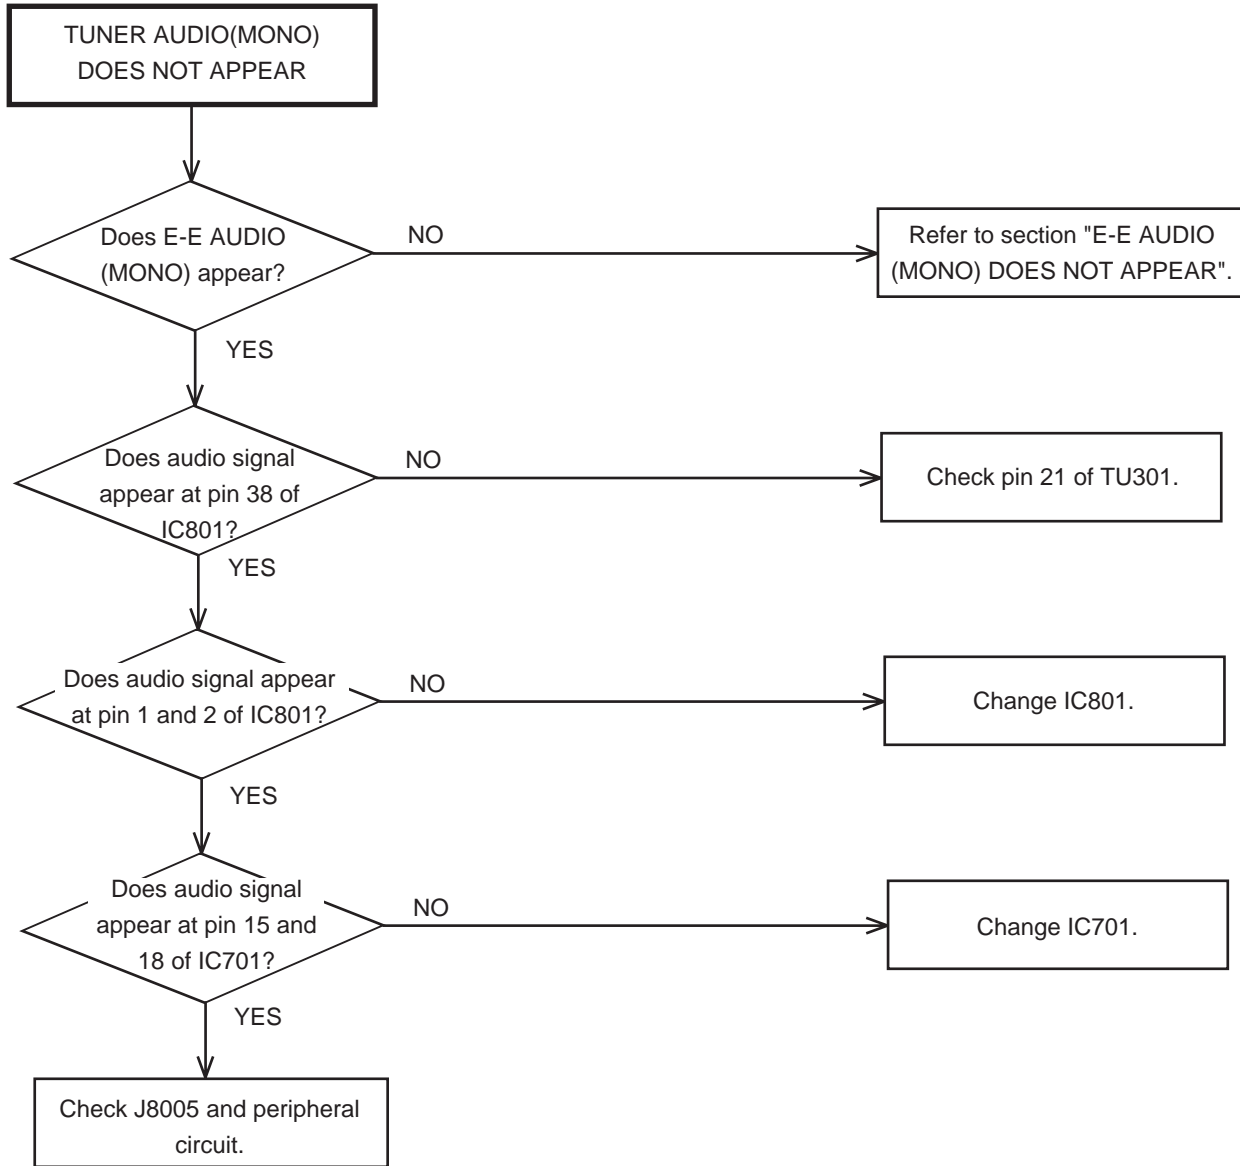 TUNER AUDIO(MONO)
DOES NOT APPEAR
Does E-E AUDIO
(MONO) appear?
NO
Refer to section "E-E AUDIO
(MONO) DOES NOT APPEAR".
YES
Does audio signal
appear at pin 38 of
IC801?
NO
Check pin 21 of TU301.
YES
Does audio signal appear
at pin 1 and 2 of IC801?
NO
Change IC801.
YES
Does audio signal
appear at pin 15 and
18 of IC701?
NO
Change IC701.
YES
Check J8005 and peripheral
circuit.